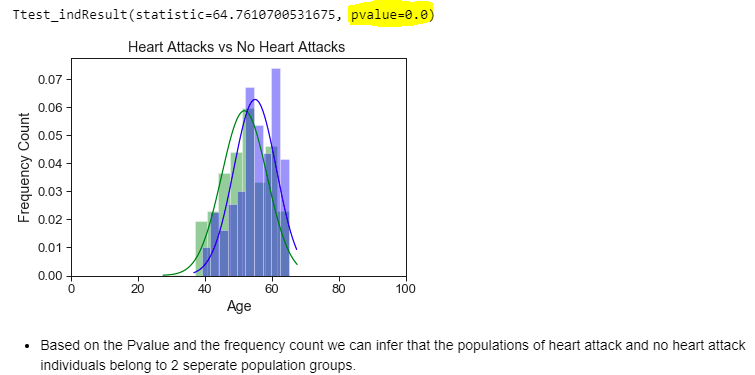 Ttest_indResult(statistic=64.7610700531675, pvalue=0.0)
Heart Attacks vs No Heart Attacks
Frequency Count
0.07
0.06
0.05
0.04
0.03
0.02
0.01
0.00
0 20 40 60 80 100
Age
• Based on the Pvalue and the frequency count we can infer that the populations of heart attack and no heart attack
individuals belong to 2 seperate population groups.